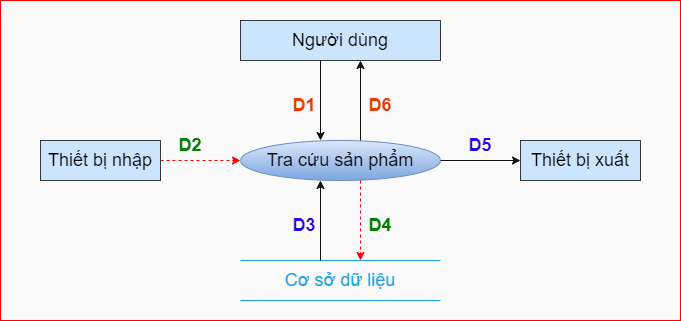 Người dùng
D1
D6
Thiết bị nhập
D2
Tra cứu sản phẩm
D5
Thiết bị xuất
D3
D4
Cơ sở dữ liệu